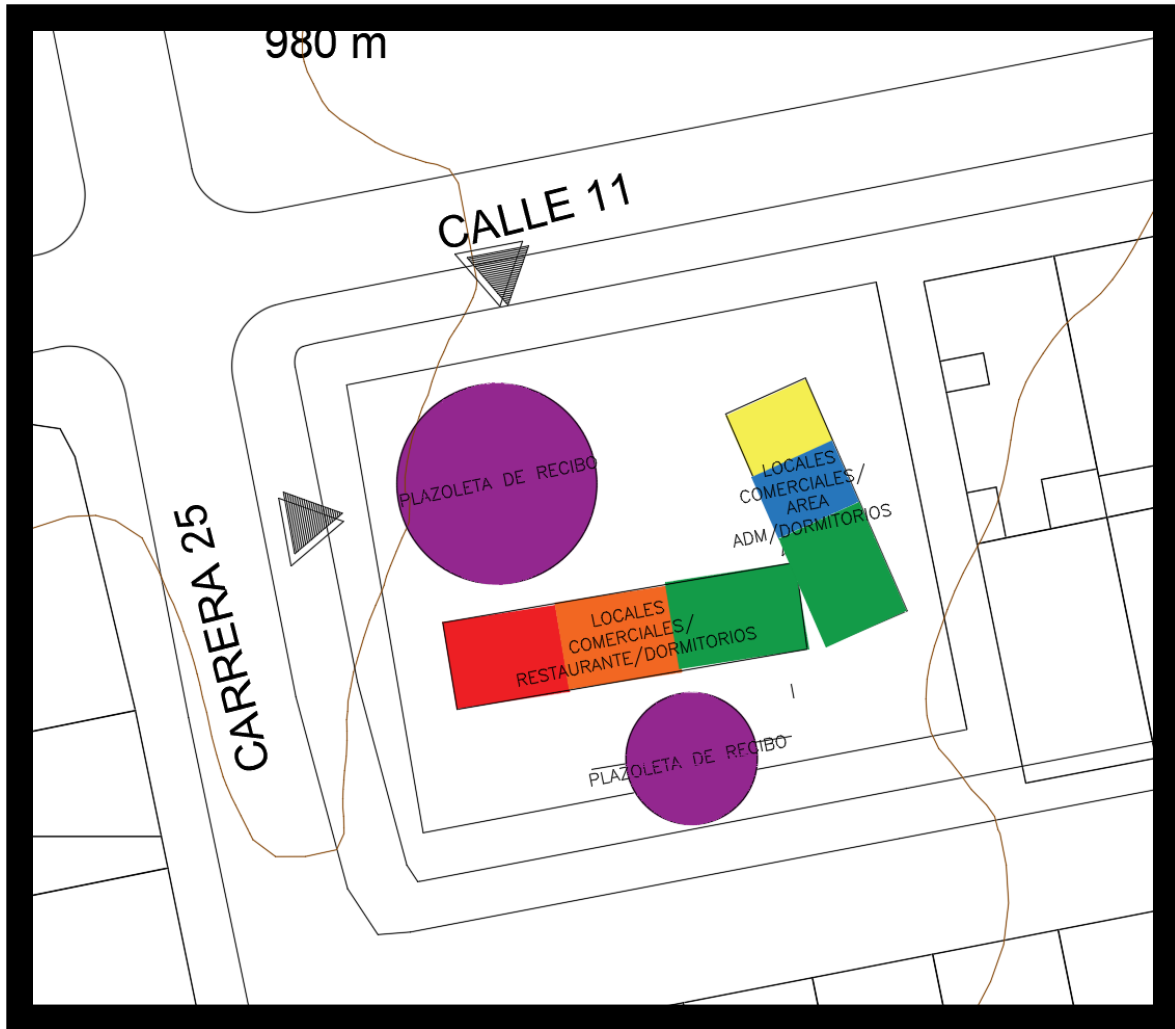 980 m
CALLE 11
CARRERA 25
PLAZOLETA DE RECIBO
LOCALES
COMERCIALES/
AREA
ADM/DORMITORIOS
LOCALES
COMERCIALES/
RESTAURANTE/DORMITORIOS
PLAZOLETA DE RECIBO